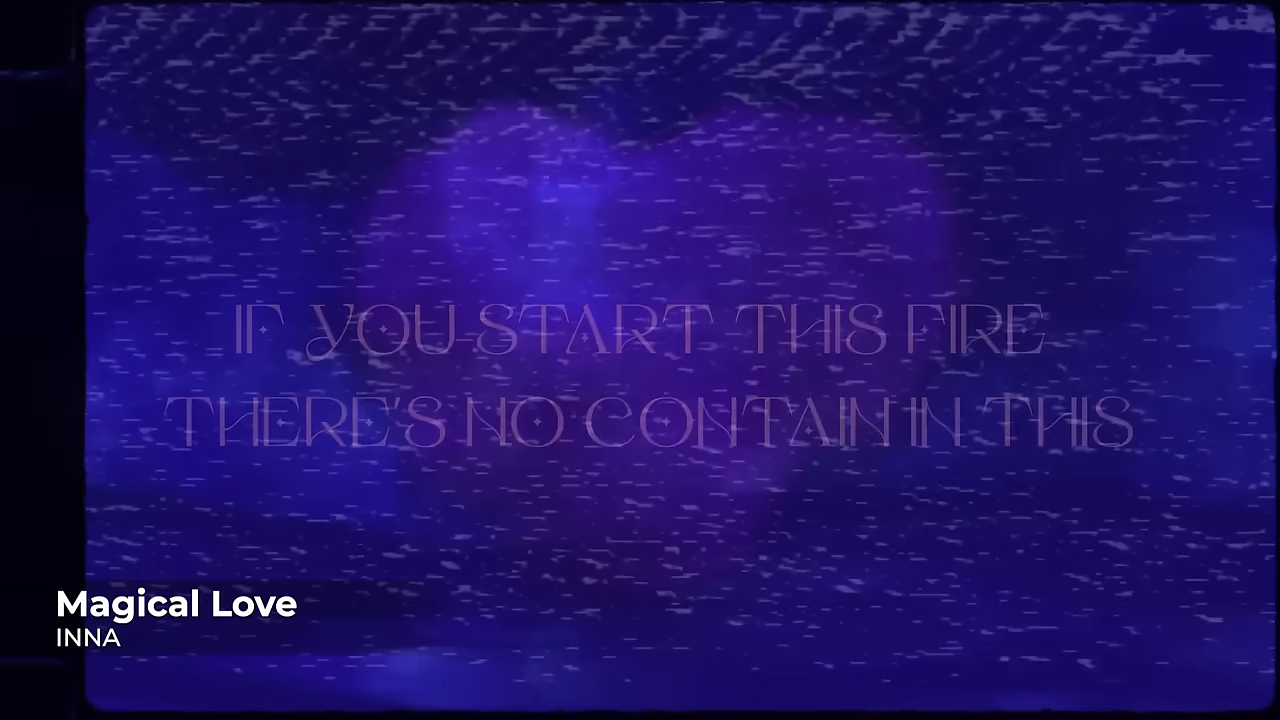 IF YOU START THIS FIRE
THERE'S NO CONTAIN IN THIS
Magical Love
INNA